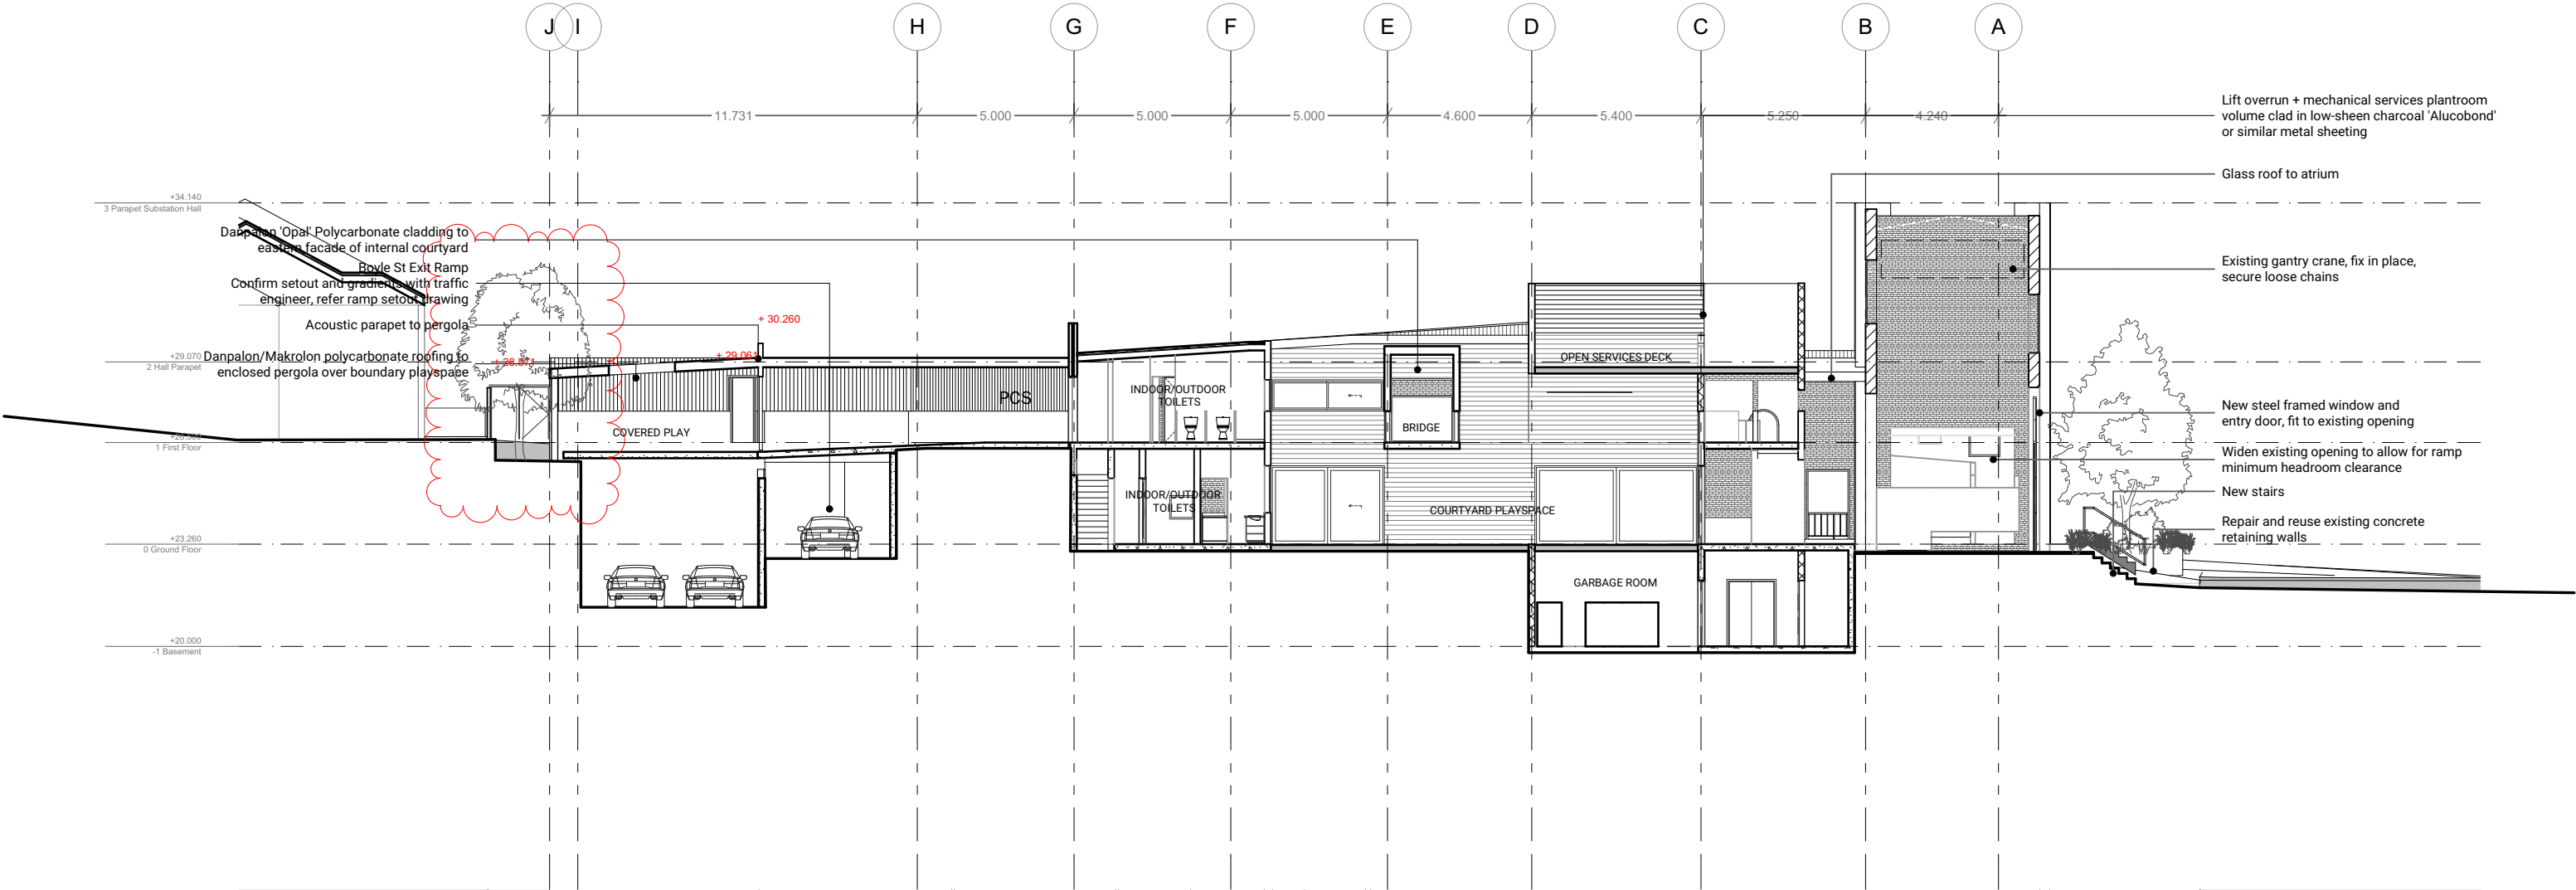 J I H G F E D C B A
11.731 5.000 5.000 5.000 4.600 5.400 5.250 4.240
Lift overrun + mechanical services plantroom
volume clad in low-sheen charcoal 'Alucobond'
or similar metal sheeting
Glass roof to atrium
+34.140
3 Parapet Substation Hall
Danpalon 'Opal' Polycarbonate cladding to
eastern facade of internal courtyard
Boyle St Exit Ramp
Confirm setout and gradients with traffic
engineer, refer ramp setout drawing
Existing gantry crane, fix in place,
secure loose chains
Acoustic parapet to pergola
+ 30.260
+ 29.061
+29.070
2 Hall Parapet
Danpalon/Makrolon polycarbonate roofing to
enclosed pergola over boundary playspace
OPEN SERVICES DECK
PCS
INDOOR/OUTDOOR
TOILETS
COVERED PLAY
BRIDGE
New steel framed window and
entry door, fit to existing opening
1 First Floor
Widen existing opening to allow for ramp
minimum headroom clearance
New stairs
INDOOR/OUTDOOR
TOILETS
COURTYARD PLAYSPACE
Repair and reuse existing concrete
retaining walls
+23.260
0 Ground Floor
GARBAGE ROOM
+20.000
-1 Basement